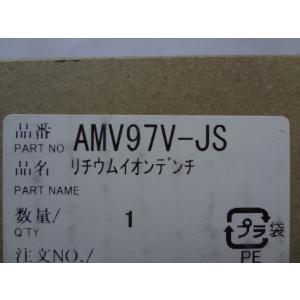 品番
PART NO
AMV97V-JS
品名
PART NAME
リチウムイオンデンチ
数量/
Q'TY
1
プラ
袋
PE
注文NO./